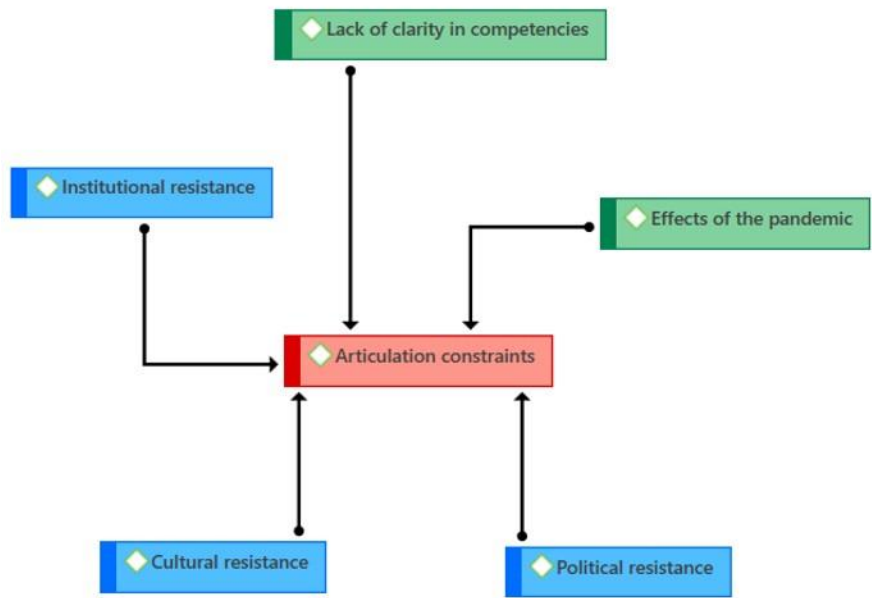 Lack of clarity in competencies
Institutional resistance
Effects of the pandemic
Articulation constraints
Cultural resistance
Political resistance